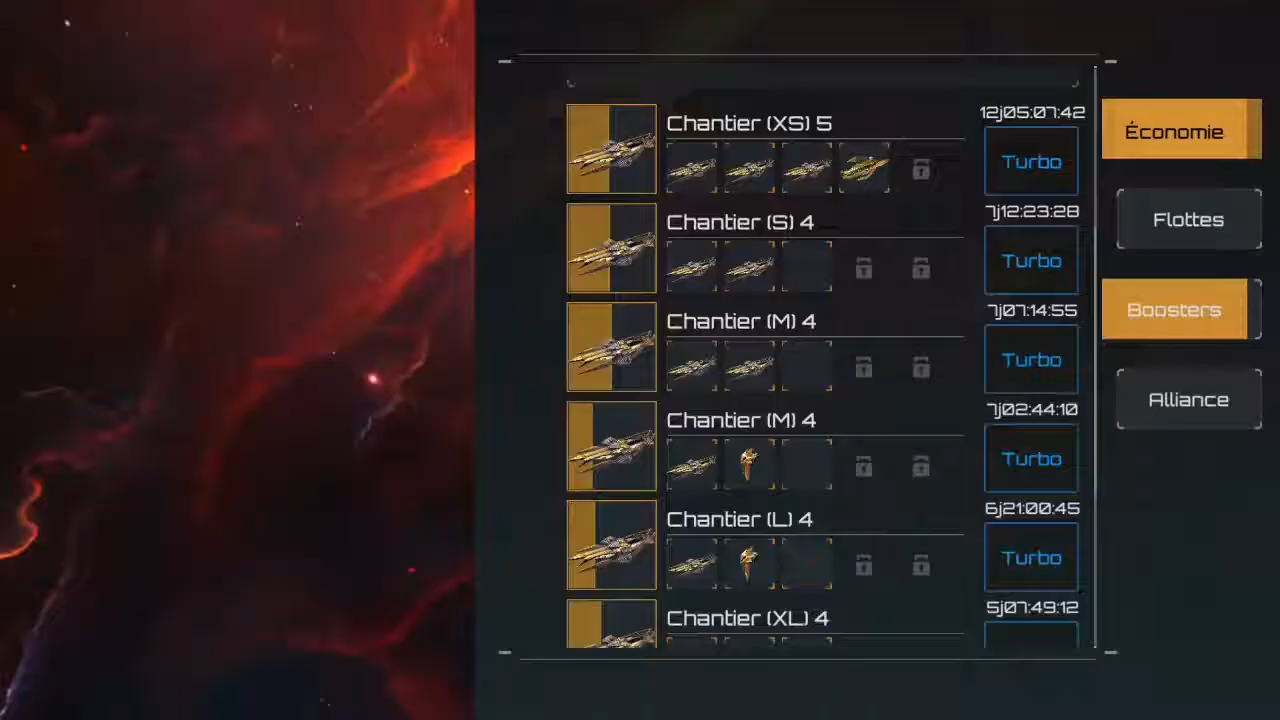 Chantier (XS) 5
12j05:07:42
Turbo
Chantier (S) 4
7j12:23:28
Turbo
Chantier (M) 4
7j07:14:55
Turbo
Chantier (M) 4
7j02:44:10
Turbo
Chantier (L) 4
6j21:00:45
Turbo
Chantier (XL) 4
5j07:49:12
Économie
Flottes
Boosters
Alliance